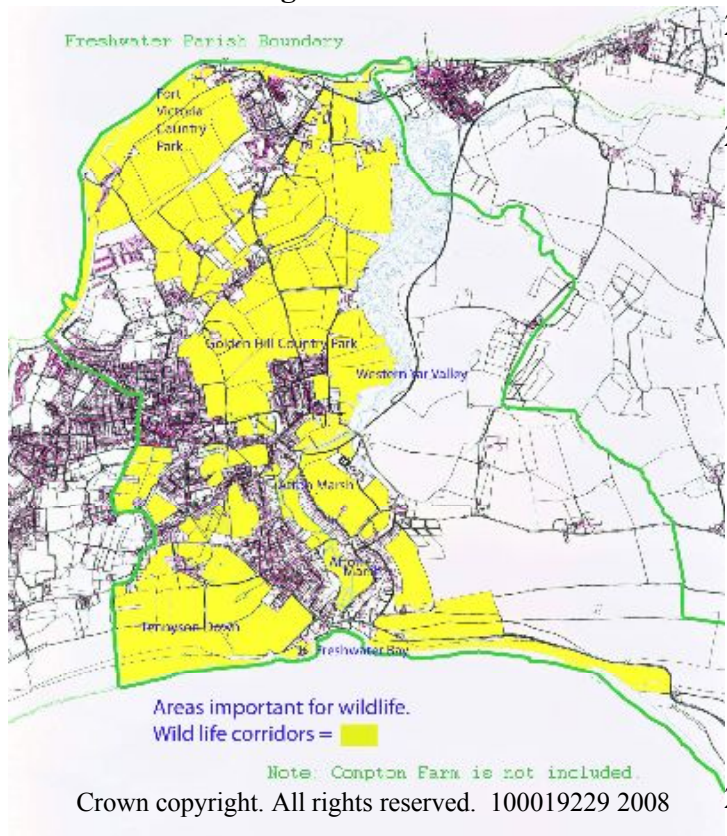 Freshwater Parish Boundary
Fort
Victoria
Country
Park
Golden Hill Country Park
Western Yar Valley
Afton Marsh
Tennyson Down
Freshwater Bay
Areas important for wildlife.
Wild life corridors =
Note: Compton Farm is not included.
Crown copyright. All rights reserved. 100019229 2008